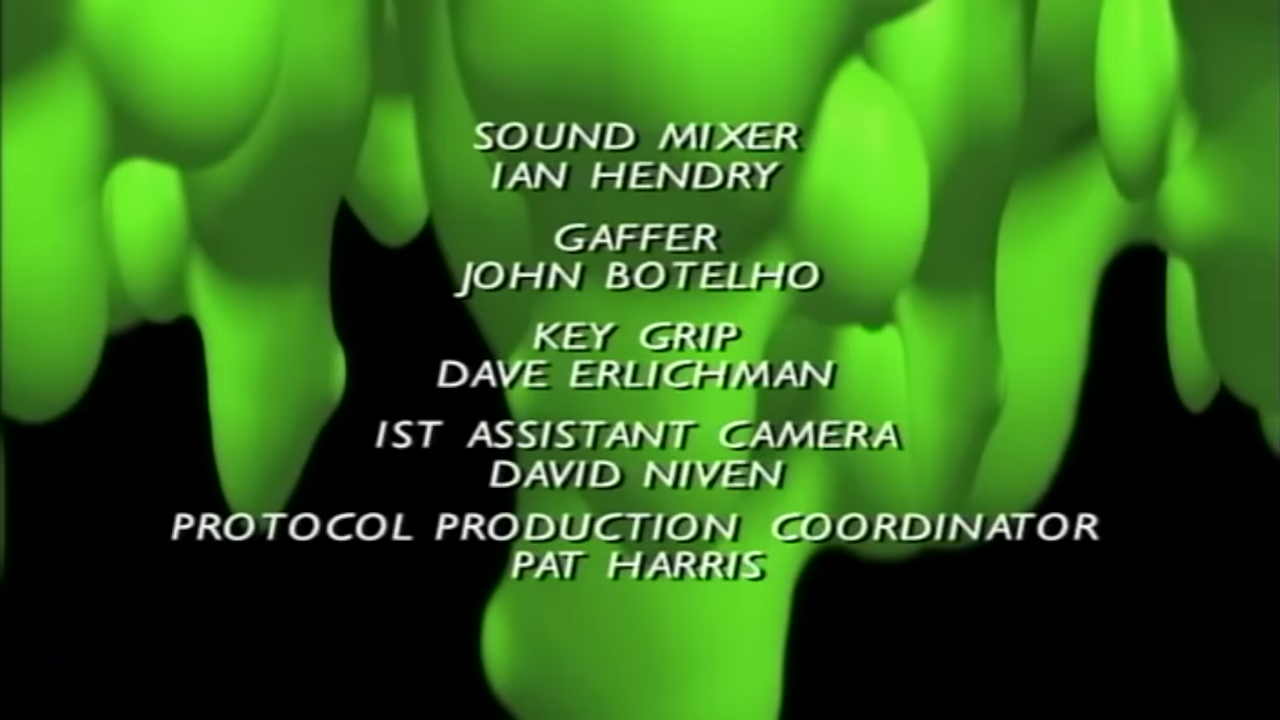 SOUND MIXER
IAN HENDRY
GAFFER
JOHN BOTELHO
KEY GRIP
DAVE ERLICHMAN
1ST ASSISTANT CAMERA
DAVID NIVEN
PROTOCOL PRODUCTION COORDINATOR
PAT HARRIS